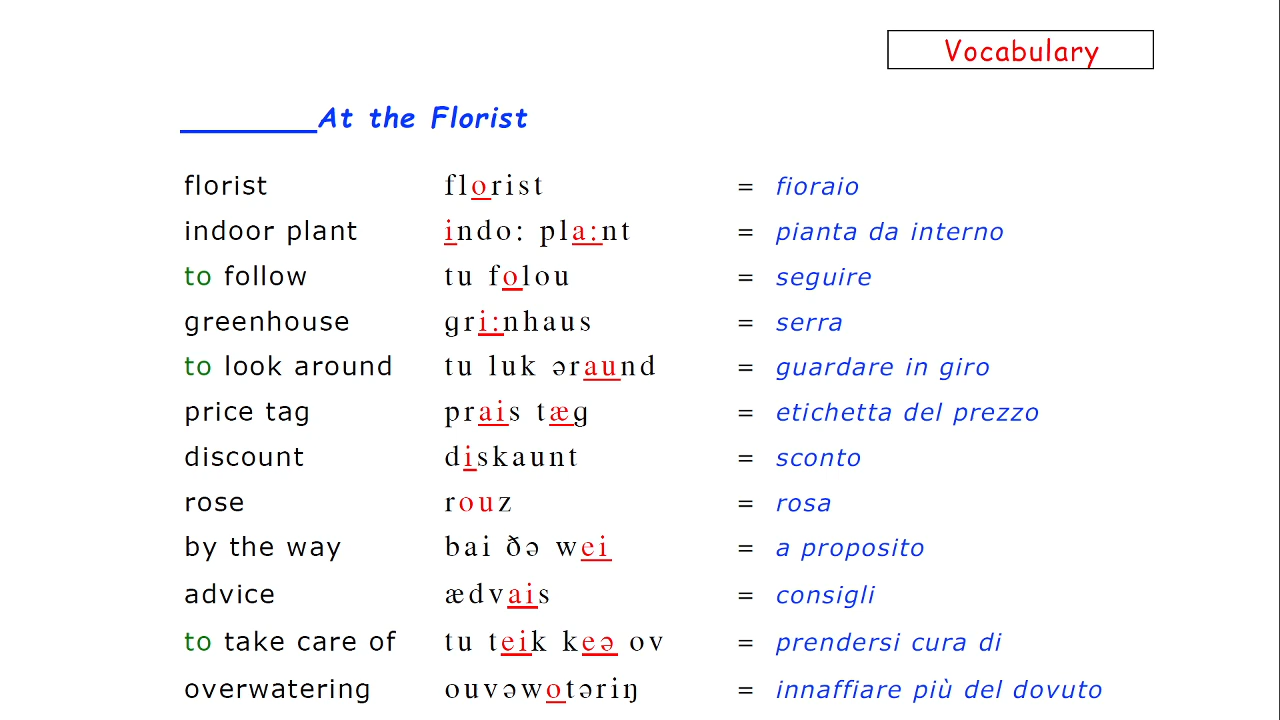 Vocabulary
________At the Florist
florist florist = fioraio
indoor plant indo: pla:nt = pianta da interno
to follow tu folou = seguire
greenhouse gri:nhaus = serra
to look around tu luk əraund = guardare in giro
price tag prais tæg = etichetta del prezzo
discount diskaunt = sconto
rose rouz = rosa
by the way bai ðə wei = a proposito
advice ædvais = consigli
to take care of tu teik keə ov = prendersi cura di
overwatering ouvəwotəriŋ = innaffiare più del dovuto